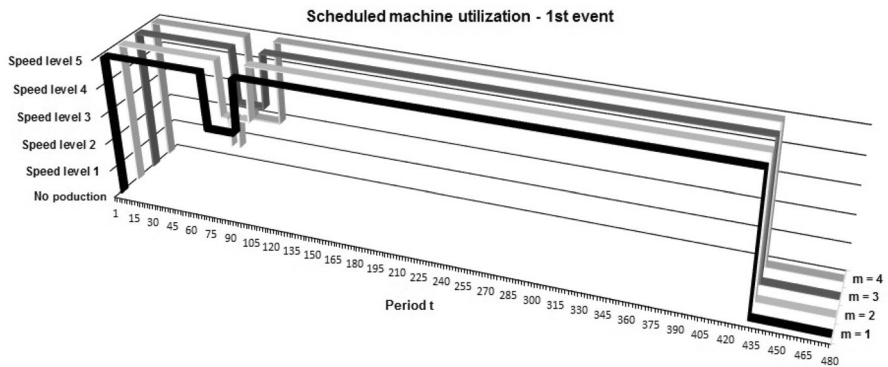 Scheduled machine utilization - 1st event
Speed level 5
Speed level 4
Speed level 3
Speed level 2
Speed level 1
No poduction
1 15 30 45 60 75 90 105 120 135 150 165 180 195 210 225 240 255 270 285 300 315 330 345 360 375 390 405 420 435 450 465 480
Period t
m = 4
m = 3
m = 2
m = 1